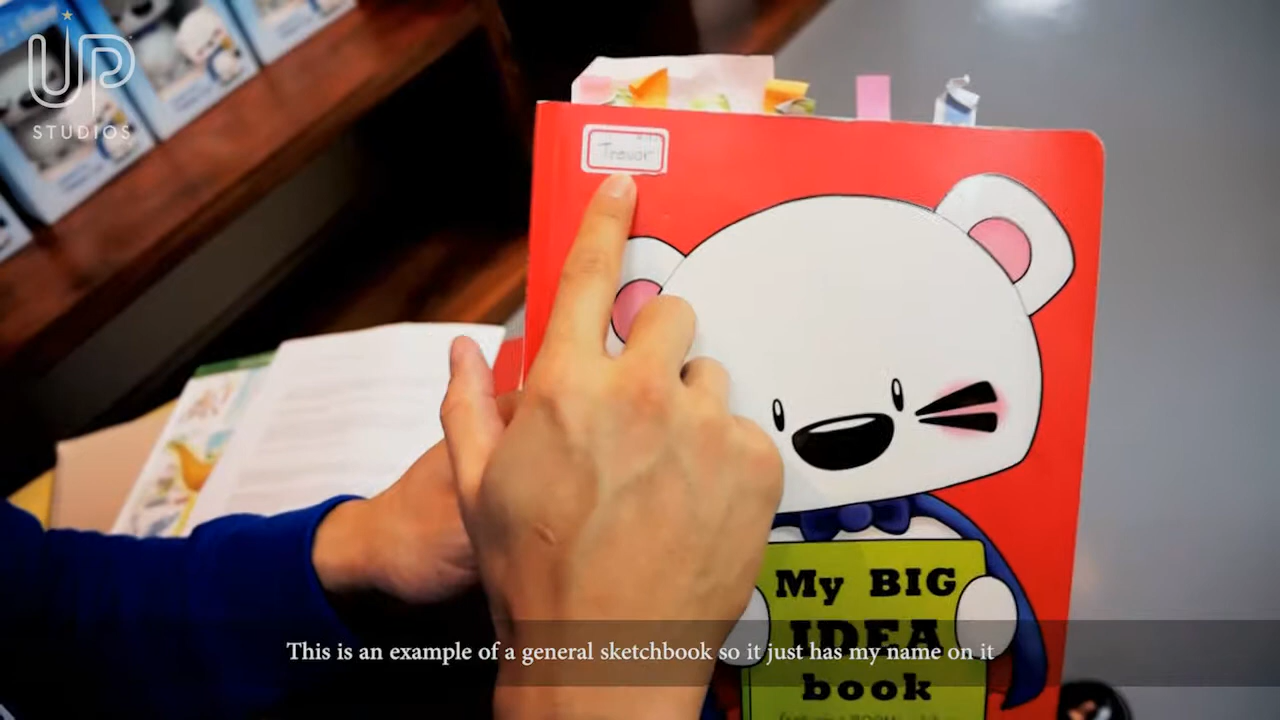 UP
STUDIOS
Trevor
My BIG
IDEA
book
This is an example of a general sketchbook so it just has my name on it